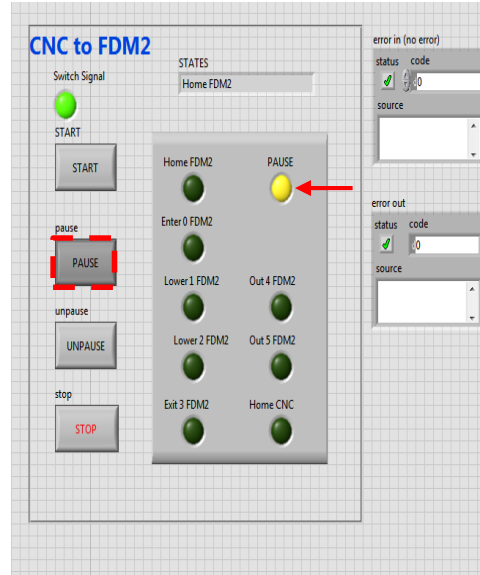 CNC to FDM2
Switch Signal
STATES
Home FDM2
START
START
pause
PAUSE
unpause
UNPAUSE
stop
STOP
Home FDM2 PAUSE
Enter 0 FDM2
Lower 1 FDM2 Out 4 FDM2
Lower 2 FDM2 Out 5 FDM2
Exit 3 FDM2 Home CNC
error in (no error)
status code
0
source
error out
status code
0
source